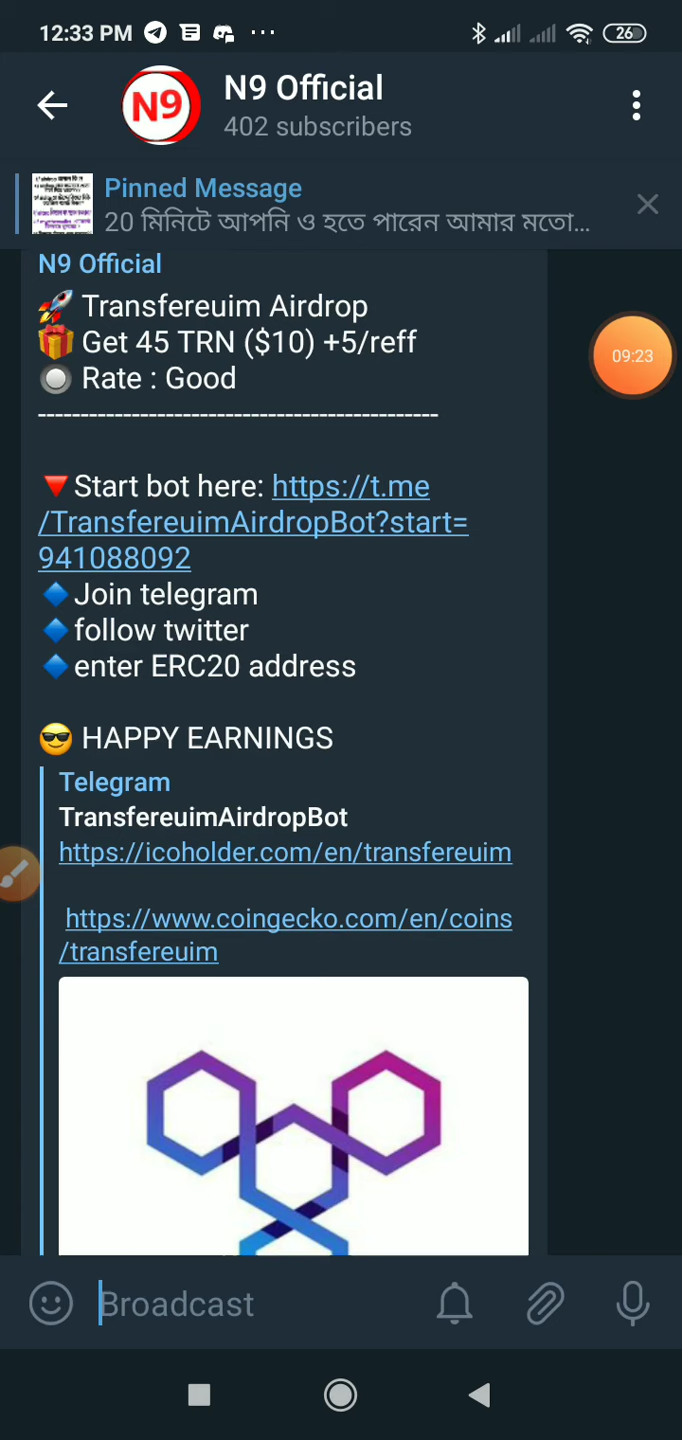 12:33 PM
26
N9
N9 Official
402 subscribers
Pinned Message
20 মিনিটে আপনি ও হতে পারেন আমার মতো...
N9 Official
🚀 Transfereuim Airdrop
🎁 Get 45 TRN ($10) +5/reff
🔘 Rate : Good
09:23
--------------------------------------------
🔻Start bot here: https://t.me
/TransfereuimAirdropBot?start=
941088092
🔹Join telegram
🔹follow twitter
🔹enter ERC20 address
😎 HAPPY EARNINGS
Telegram
TransfereuimAirdropBot
https://icoholder.com/en/transfereuim
https://www.coingecko.com/en/coins
/transfereuim
Broadcast